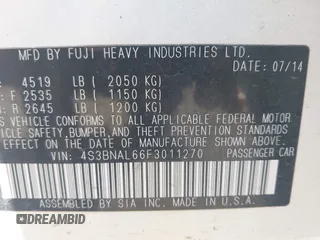 MFD. BY FUJI HEAVY INDUSTRIES LTD.
4519 LB ( 2050 KG) DATE: 07/14
: F 2535 LB ( 1150 KG)
R 2645 LB ( 1200 KG)
S VEHICLE CONFORMS TO ALL APPLICABLE FEDERAL MOTOR
VEHICLE SAFETY, BUMPER, AND THEFT PREVENTION STANDARDS
EFFECT ON THE DATE OF MANUFACTURE SHOWN ABOVE.
VIN: 4S3BNAL66F3011270 PASSENGER CAR
ASSEMBLED BY SIA INC. MADE IN U.S.A.
AUTOBIDMASTER